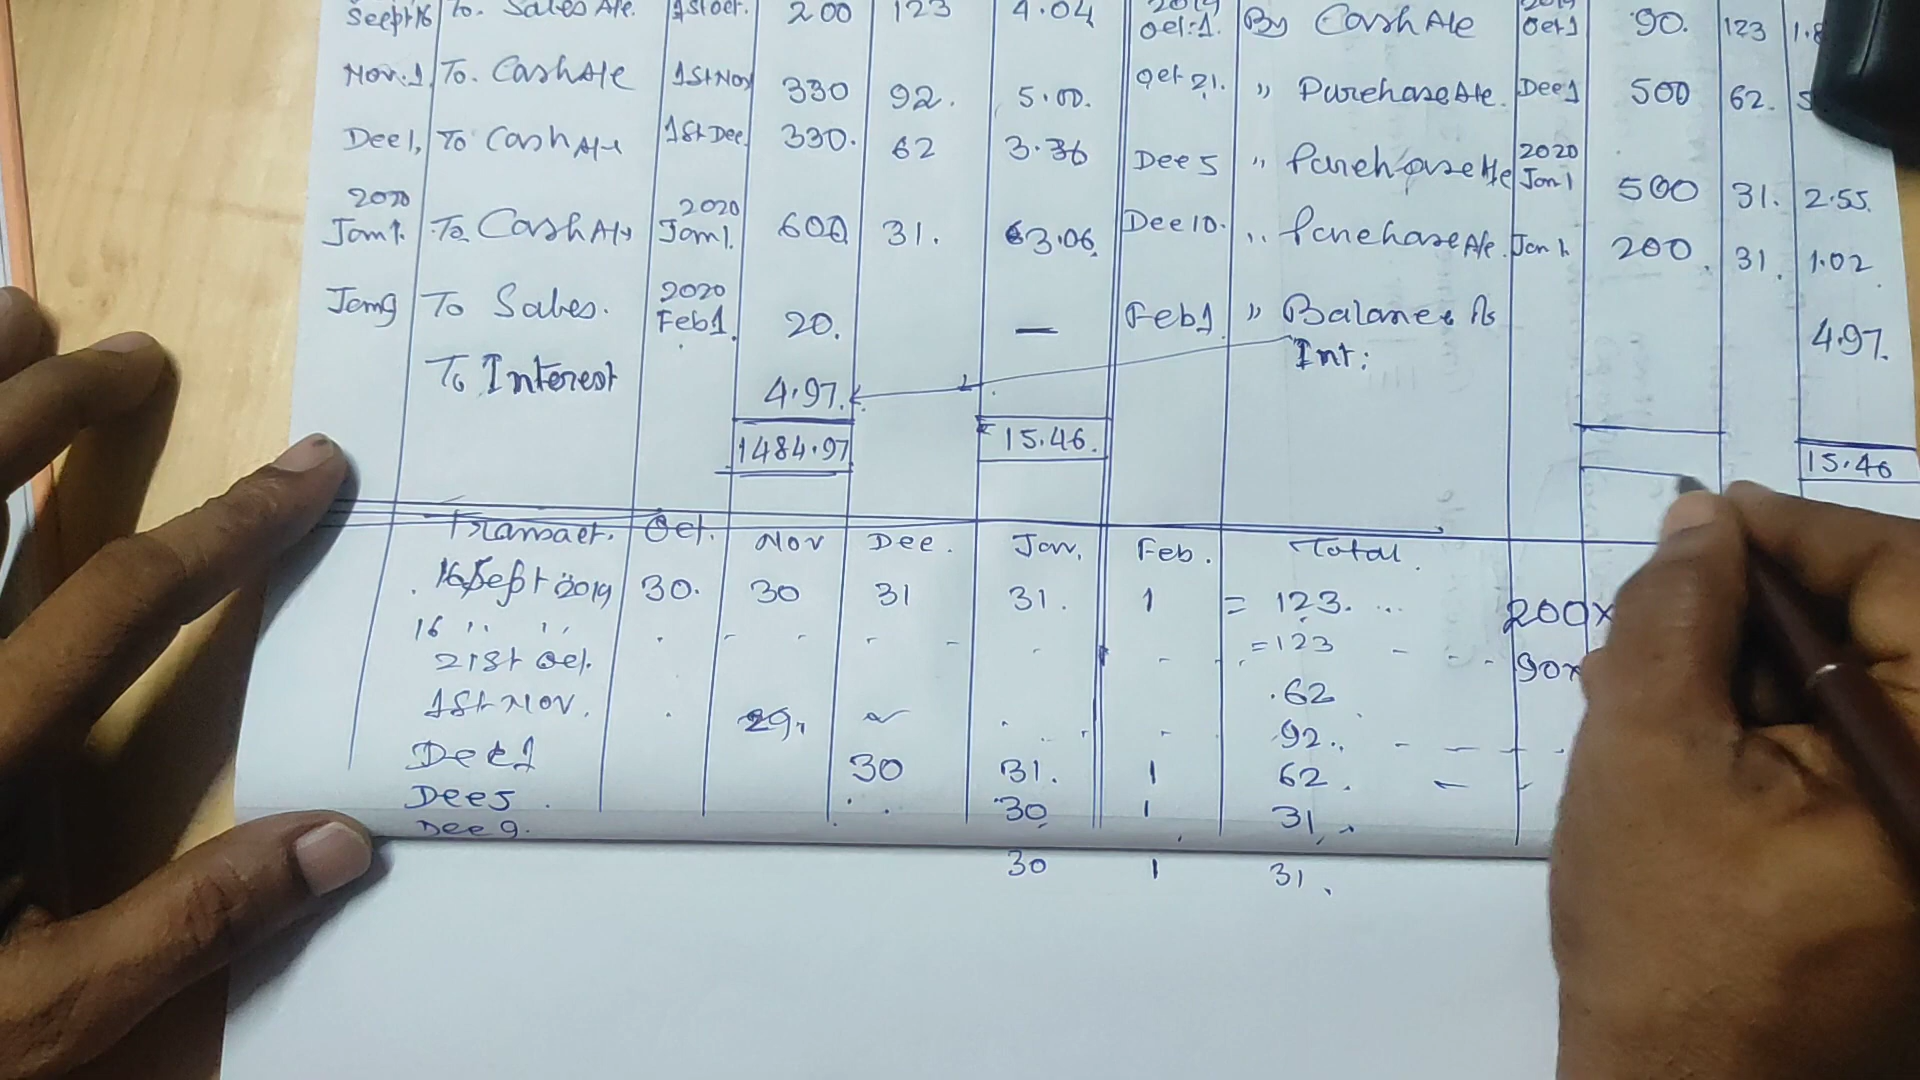 Seept 16 To. Sales A/c. 1st Oct. 200 123 4.04 2019 Oct:1. By Cash A/c 2019 Oct 1 90. 123 1.8
Nov.1 To. Cash A/c 1st Nov 330 92. 5.00. Oct 21. " Purchase A/c. Dec 1 500 62. 5
Dec 1, To Cash A/c 1st Dec 330. 62 3.36 Dec 5 " Purchase A/c 2020 Jan 1 500 31. 2.55.
2020 Jan 1. To Cash A/c 2020 Jan 1. 600 31. 3.06. Dec 10. " Purchase A/c. Jan 1. 200. 31. 1.02.
Jan 9 To Sales. 2020 Feb 1. 20. — Feb 1 " Balance of Int: 4.97.
To Interest 4.97.
1484.97 15.46. 15.46
Transact. Oct. Nov Dec. Jan. Feb. Total.
16 Sept 2019 30. 30 31 31. 1 = 123. ... 200x
16 " " = 123 - - - 90x
21st Oct. .62
1st Nov. 29. 92.. - - - -
Dec 1 30 31. 1 62. - -
Dec 5. 30 1 31
Dec 9.
30 1 31.